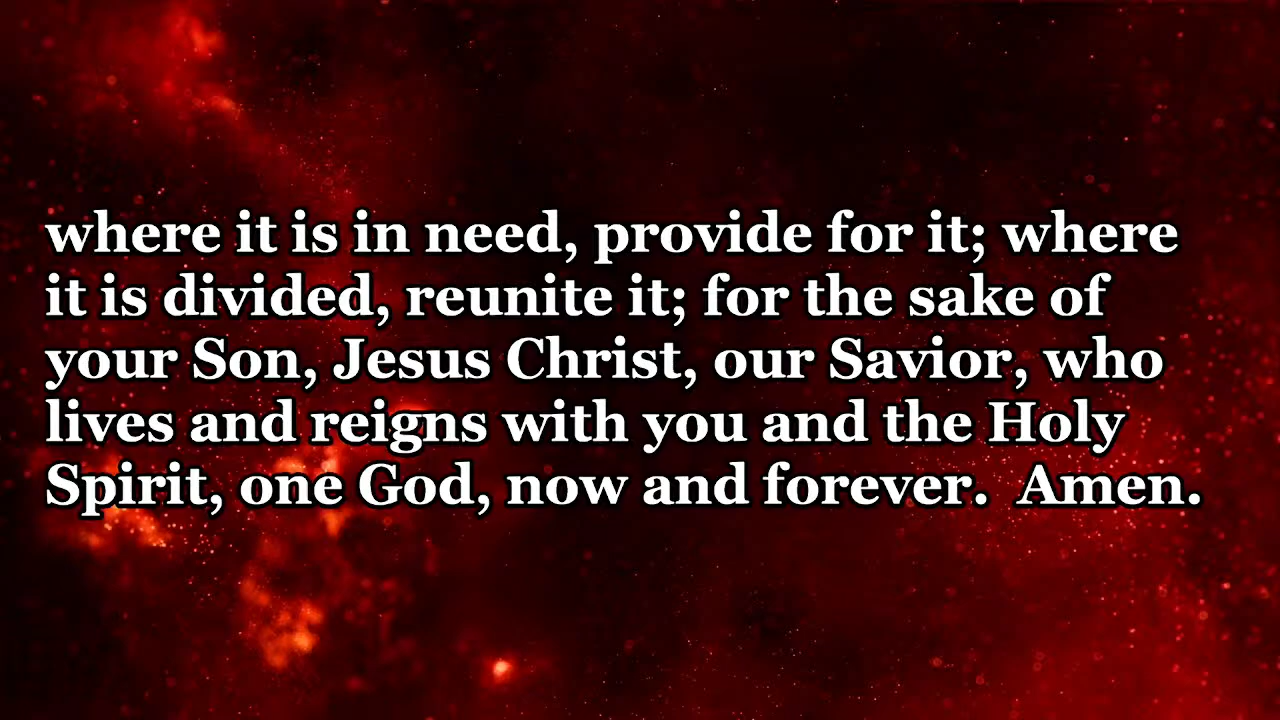 where it is in need, provide for it; where
it is divided, reunite it; for the sake of
your Son, Jesus Christ, our Savior, who
lives and reigns with you and the Holy
Spirit, one God, now and forever.  Amen.